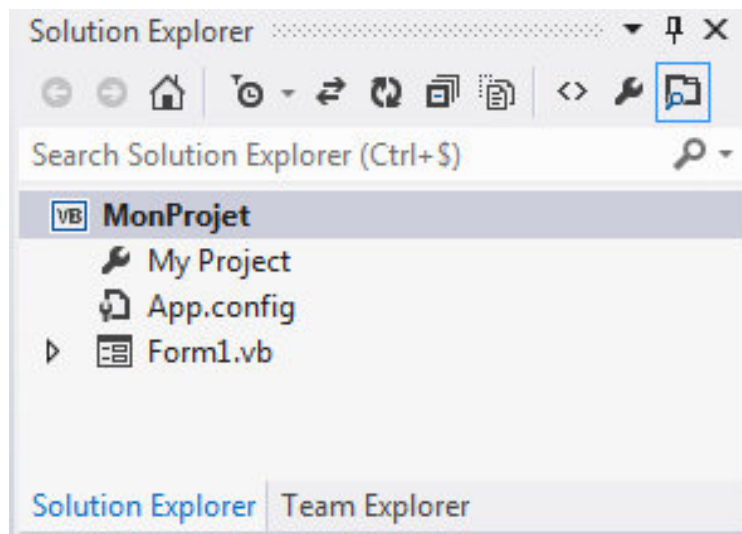 Solution Explorer
Search Solution Explorer (Ctrl+$)
VB MonProjet
My Project
App.config
Form1.vb
Solution Explorer Team Explorer